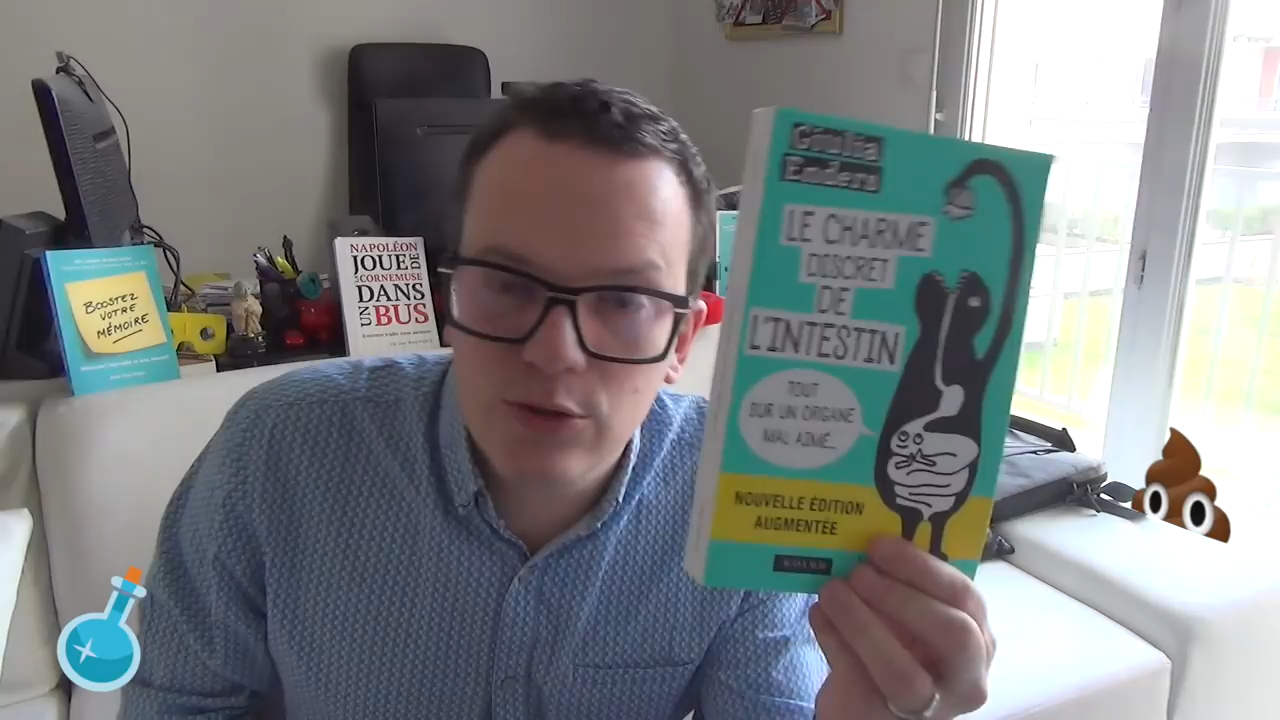 Giulia
Enders
LE CHARME
DISCRET
DE
L'INTESTIN
TOUT
SUR UN ORGANE
MAL AIMÉ...
NOUVELLE ÉDITION
AUGMENTÉE
NAPOLÉON
JOUE DE
LA CORNEMUSE
DANS
UN BUS
BOOSTEZ
VOTRE
MÉMOIRE